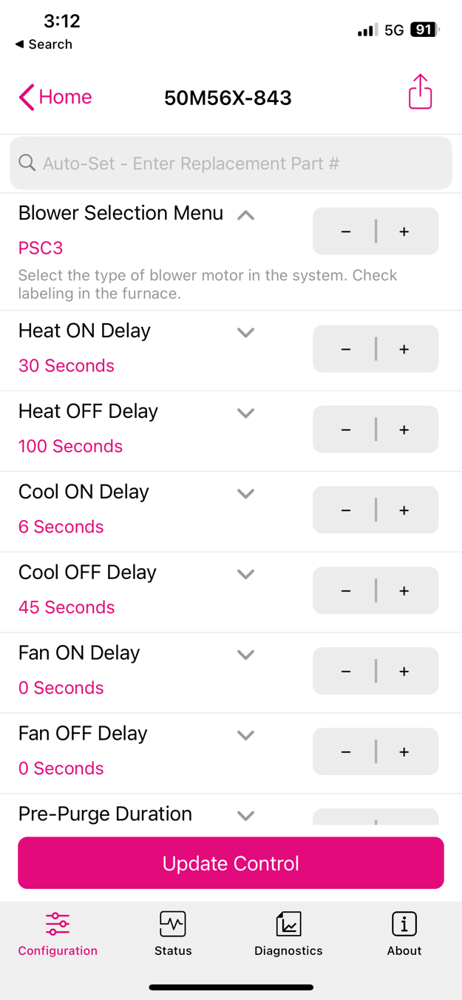 3:12
5G 91
◀ Search
Home
50M56X-843
Auto-Set - Enter Replacement Part #
Blower Selection Menu
− | +
PSC3
Select the type of blower motor in the system. Check
labeling in the furnace.
Heat ON Delay
− | +
30 Seconds
Heat OFF Delay
− | +
100 Seconds
Cool ON Delay
− | +
6 Seconds
Cool OFF Delay
− | +
45 Seconds
Fan ON Delay
− | +
0 Seconds
Fan OFF Delay
− | +
0 Seconds
Pre-Purge Duration
Update Control
Configuration
Status
Diagnostics
About